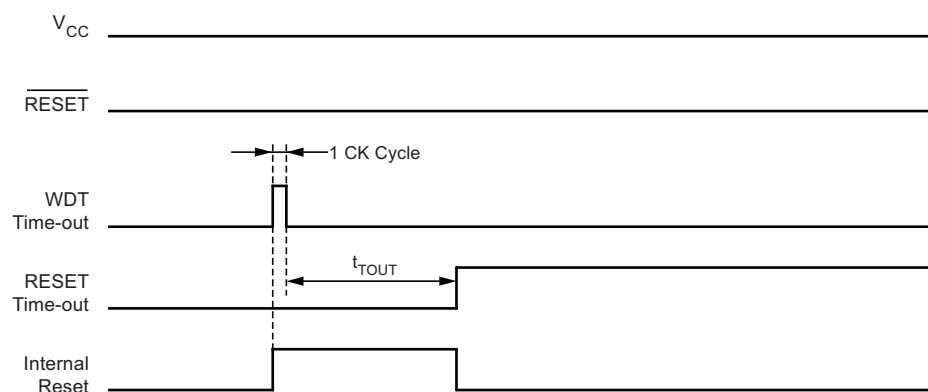 VCC
RESET
1 CK Cycle
WDT
Time-out
tTOUT
RESET
Time-out
Internal
Reset